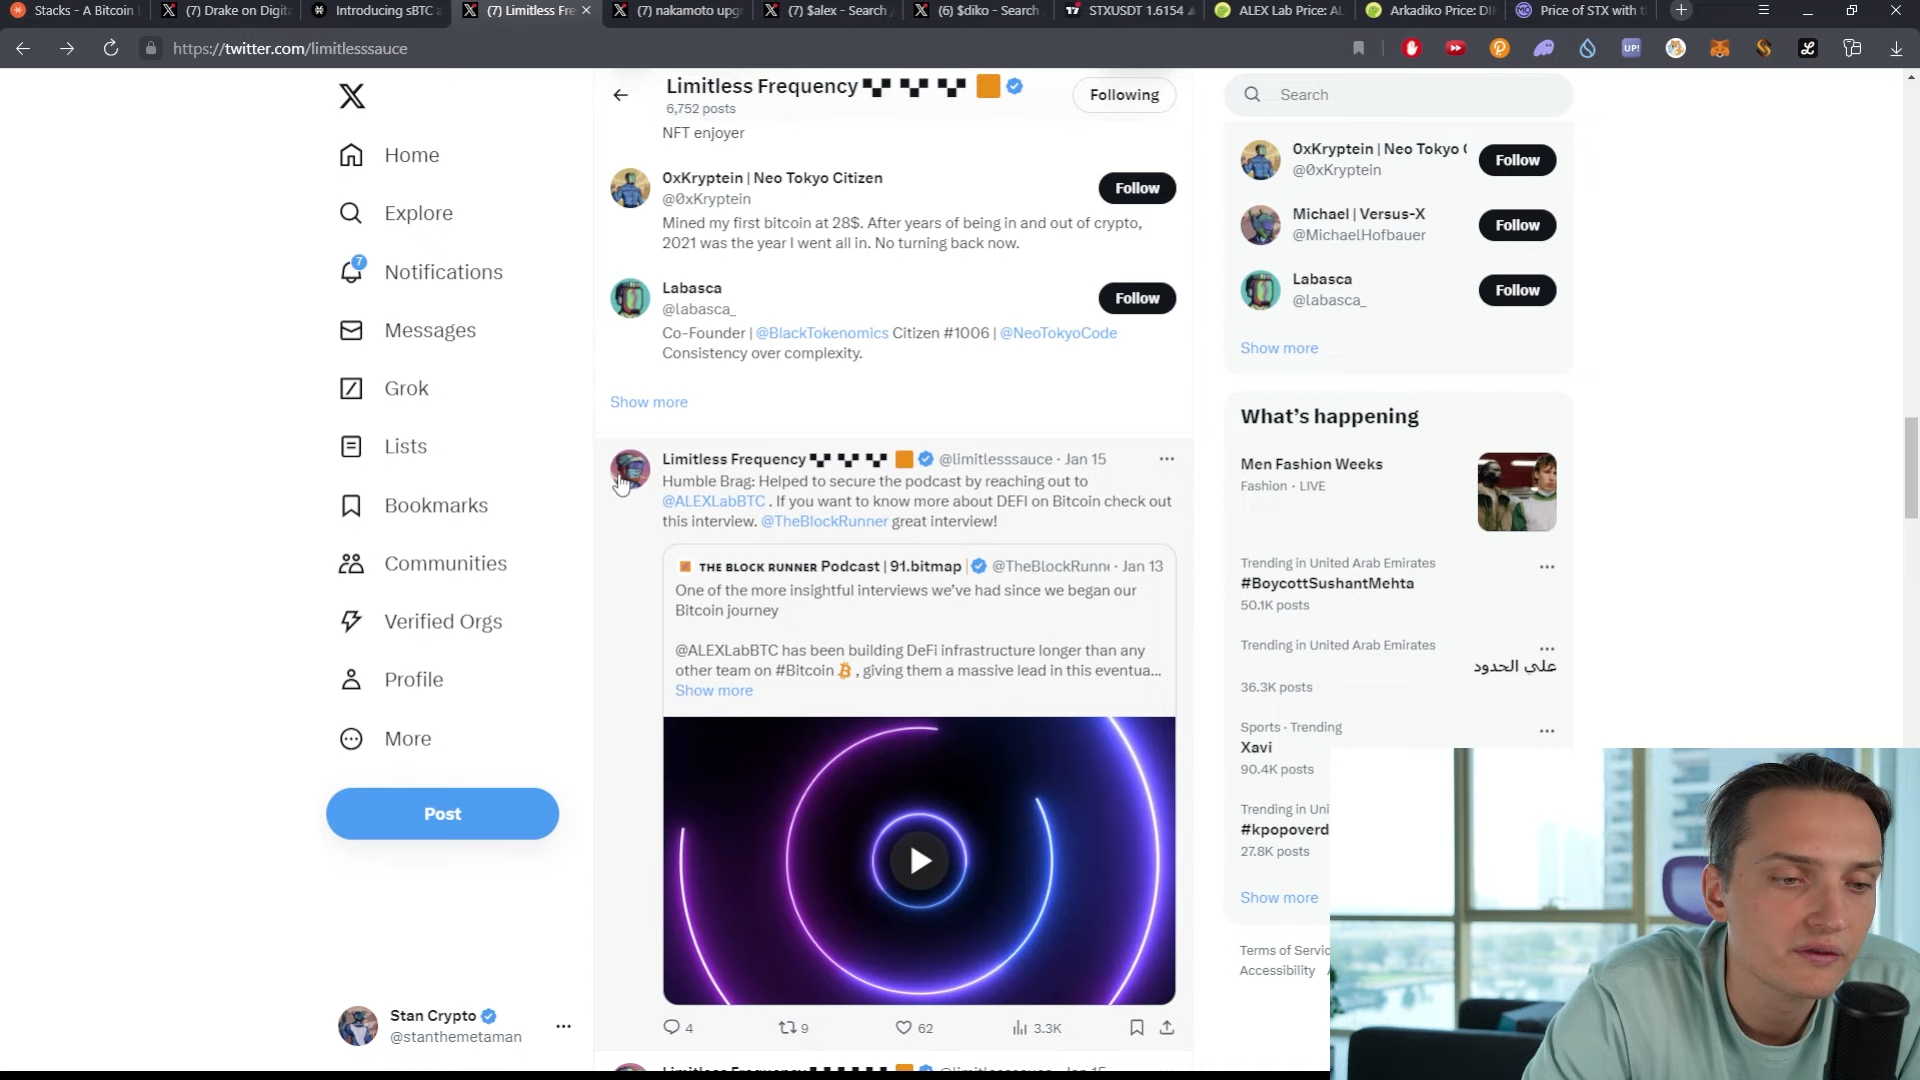 Stacks - A Bitcoin
(7) Drake on Digita
Introducing sBTC a
(7) Limitless Fre
(7) nakamoto upg
(7) $alex - Search
(6) $diko - Search
STXUSDT 1.6154
ALEX Lab Price: AL
Arkadiko Price: DI
Price of STX with t
https://twitter.com/limitlesssauce
UP!
Home
Explore
7
Notifications
Messages
Grok
Lists
Bookmarks
Communities
Verified Orgs
Profile
More
Post
Stan Crypto
@stanthemetaman
Limitless Frequency
6,752 posts
Following
NFT enjoyer
0xKryptein | Neo Tokyo Citizen
@0xKryptein
Follow
Mined my first bitcoin at 28$. After years of being in and out of crypto,
2021 was the year I went all in. No turning back now.
Labasca
@labasca_
Follow
Co-Founder | @BlackTokenomics Citizen #1006 | @NeoTokyoCode
Consistency over complexity.
Show more
Limitless Frequency @limitlesssauce · Jan 15
Humble Brag: Helped to secure the podcast by reaching out to
@ALEXLabBTC . If you want to know more about DEFI on Bitcoin check out
this interview. @TheBlockRunner great interview!
THE BLOCK RUNNER Podcast | 91.bitmap | @TheBlockRunn · Jan 13
One of the more insightful interviews we've had since we began our
Bitcoin journey
@ALEXLabBTC has been building DeFi infrastructure longer than any
other team on #Bitcoin , giving them a massive lead in this eventua...
Show more
4
9
62
3.3K
Search
0xKryptein | Neo Tokyo C
@0xKryptein
Follow
Michael | Versus-X
@MichaelHofbauer
Follow
Labasca
@labasca_
Follow
Show more
What's happening
Men Fashion Weeks
Fashion · LIVE
Trending in United Arab Emirates
#BoycottSushantMehta
50.1K posts
Trending in United Arab Emirates
علي الحدود
36.3K posts
Sports · Trending
Xavi
90.4K posts
Trending in Uni
#kpopoverd
27.8K posts
Show more
Terms of Servic
Accessibility